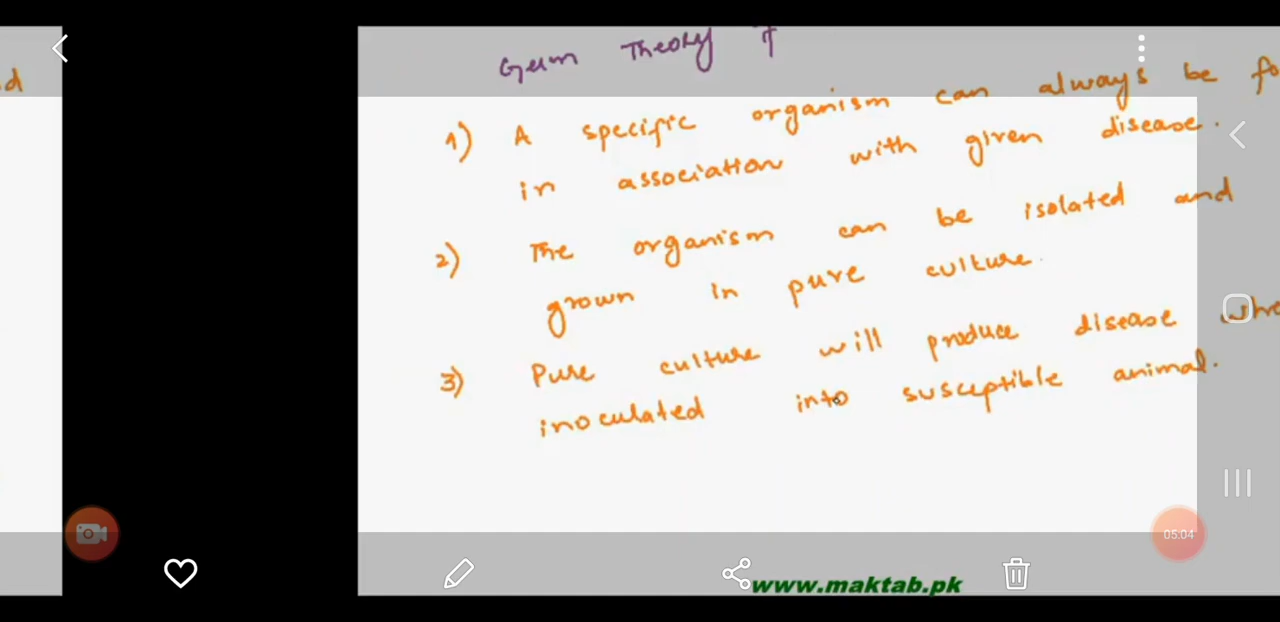 d
Germ Theory
1) A specific organism can always be fo
in association with given disease.
2) The organism can be isolated and
grown in pure culture.
3) Pure culture will produce disease whe
inoculated into susceptible animal.
05:04
www.maktab.pk